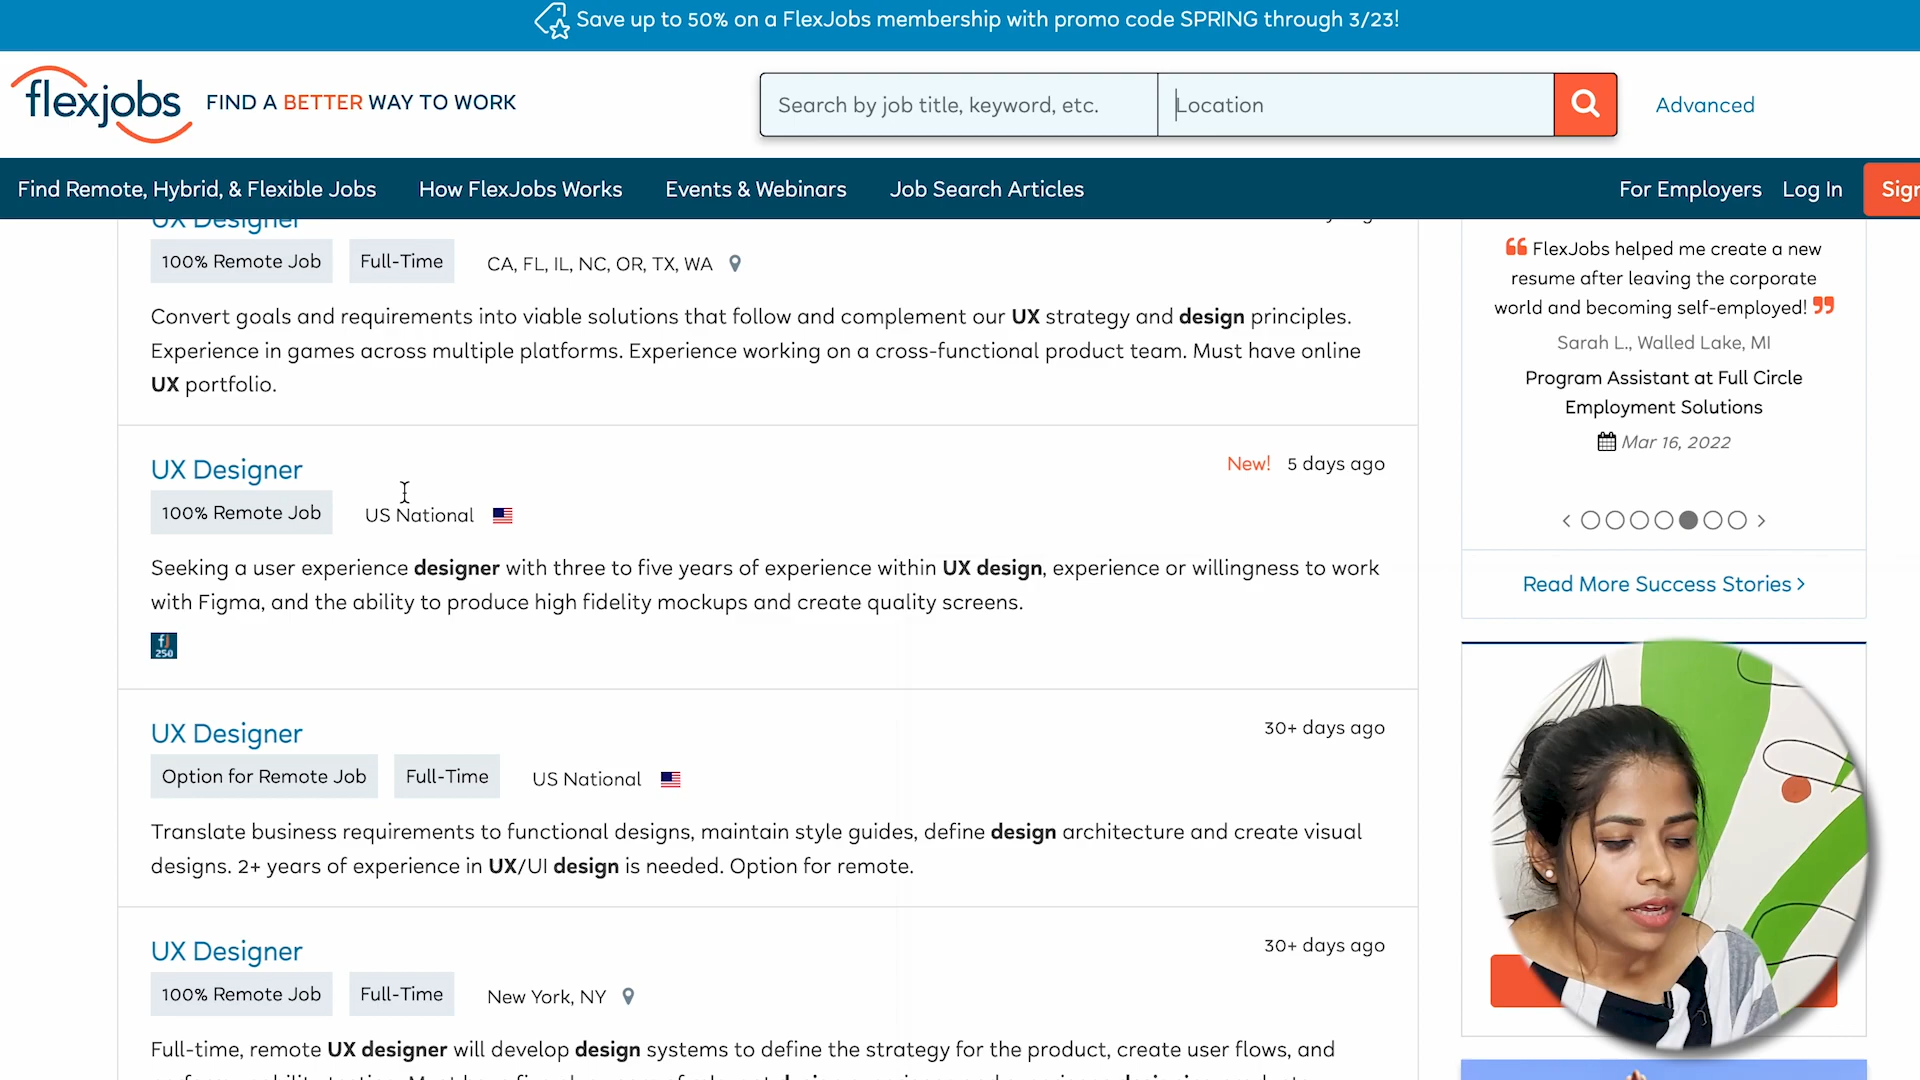 Save up to 50% on a FlexJobs membership with promo code SPRING through 3/23!
flexjobs FIND A BETTER WAY TO WORK
Search by job title, keyword, etc.
Location
Advanced
Find Remote, Hybrid, & Flexible Jobs
How FlexJobs Works
Events & Webinars
Job Search Articles
For Employers
Log In
Sign
UX Designer
100% Remote Job
Full-Time
CA, FL, IL, NC, OR, TX, WA
Convert goals and requirements into viable solutions that follow and complement our UX strategy and design principles.
Experience in games across multiple platforms. Experience working on a cross-functional product team. Must have online
UX portfolio.
UX Designer
New! 5 days ago
100% Remote Job
US National
Seeking a user experience designer with three to five years of experience within UX design, experience or willingness to work
with Figma, and the ability to produce high fidelity mockups and create quality screens.
fj
250
UX Designer
30+ days ago
Option for Remote Job
Full-Time
US National
Translate business requirements to functional designs, maintain style guides, define design architecture and create visual
designs. 2+ years of experience in UX/UI design is needed. Option for remote.
UX Designer
30+ days ago
100% Remote Job
Full-Time
New York, NY
Full-time, remote UX designer will develop design systems to define the strategy for the product, create user flows, and
“ FlexJobs helped me create a new
resume after leaving the corporate
world and becoming self-employed! ”
Sarah L., Walled Lake, MI
Program Assistant at Full Circle
Employment Solutions
Mar 16, 2022
Read More Success Stories >